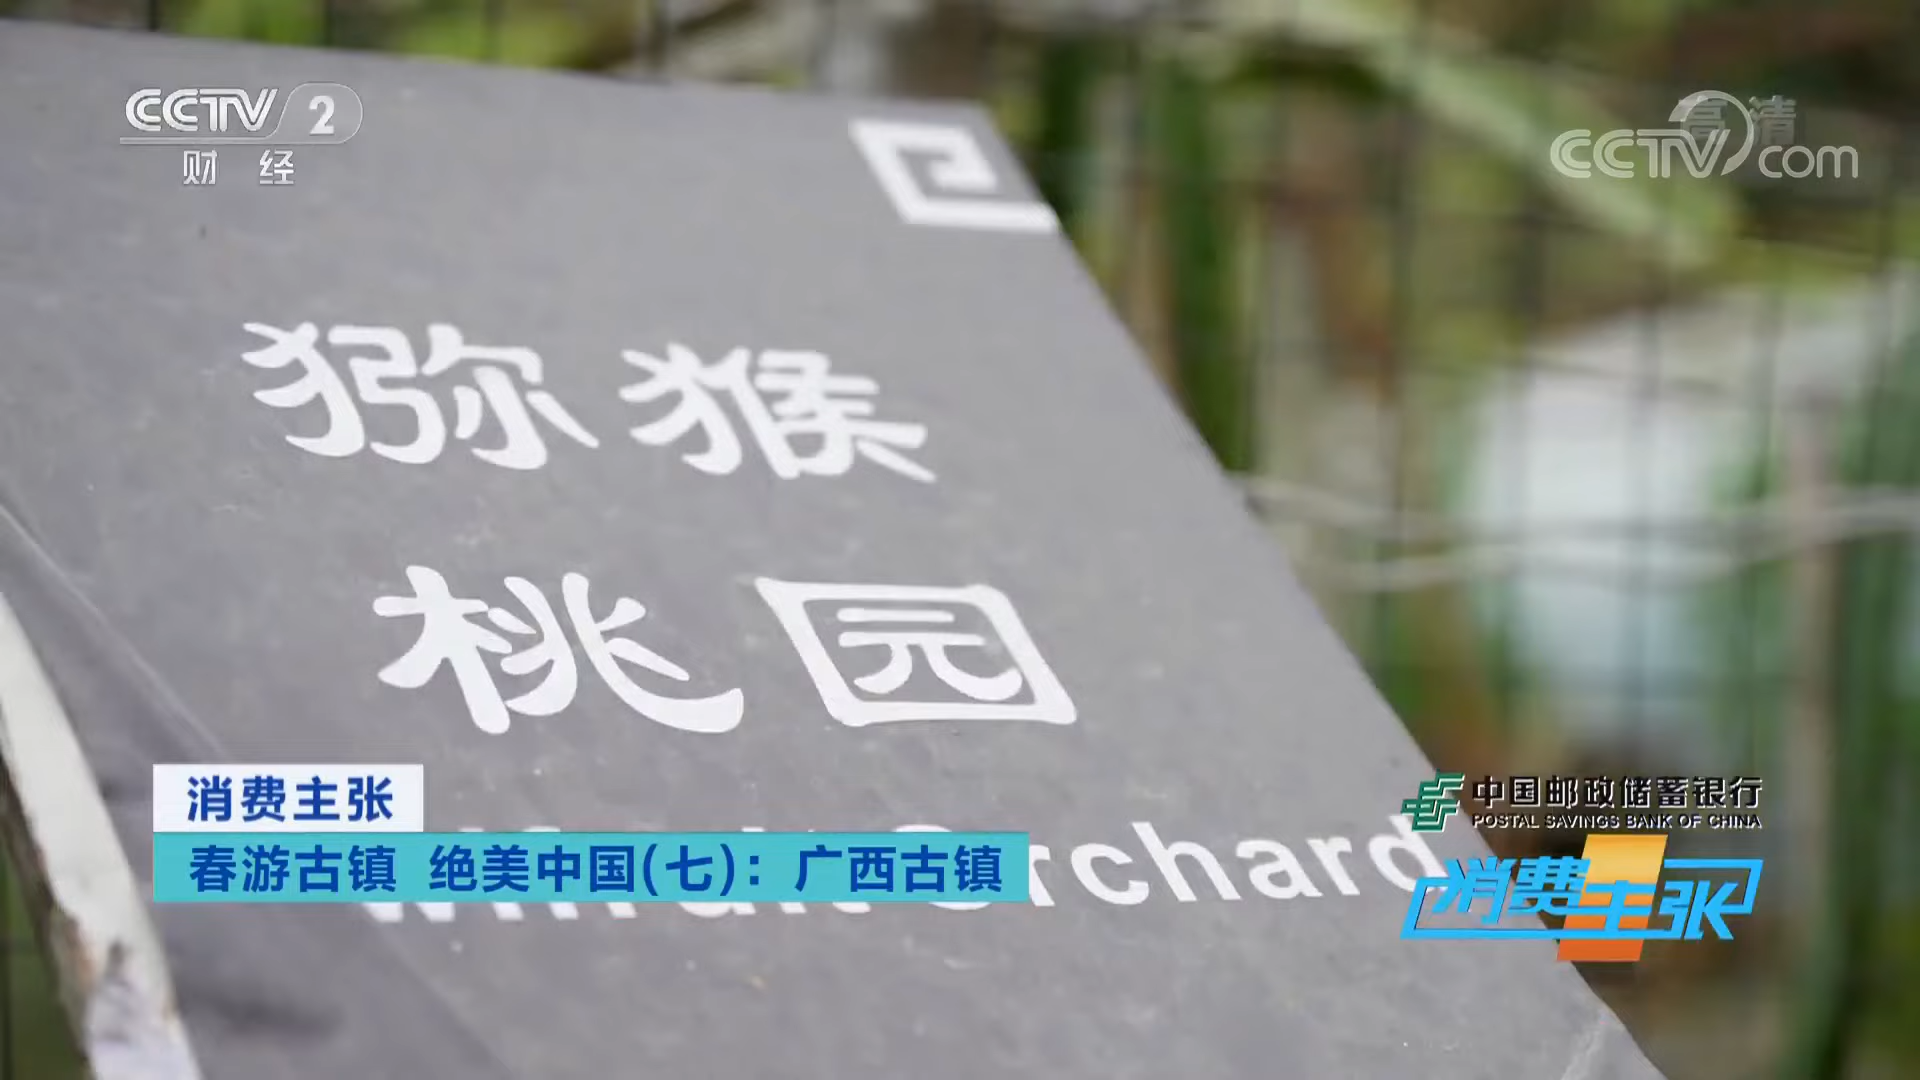 CCTV 2
财经
高清
CCTV com
猕猴
桃园
Orchard
中国邮政储蓄银行
POSTAL SAVINGS BANK OF CHINA
消费主张
春游古镇 绝美中国(七)：广西古镇
消费主张